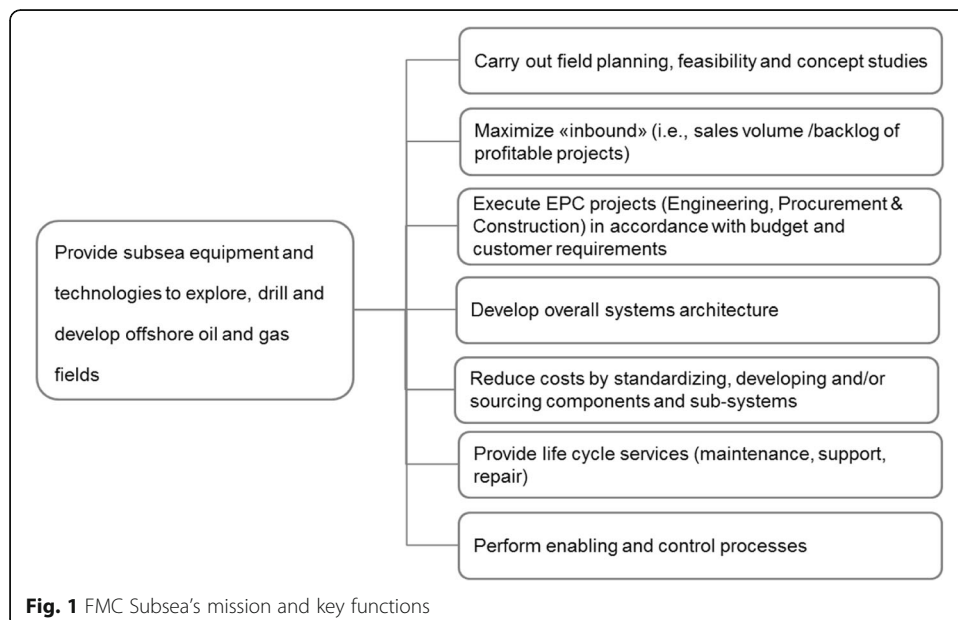 Provide subsea equipment and
technologies to explore, drill and
develop offshore oil and gas
fields
Carry out field planning, feasibility and concept studies
Maximize «inbound» (i.e., sales volume /backlog of
profitable projects)
Execute EPC projects (Engineering, Procurement &
Construction) in accordance with budget and
customer requirements
Develop overall systems architecture
Reduce costs by standardizing, developing and/or
sourcing components and sub-systems
Provide life cycle services (maintenance, support,
repair)
Perform enabling and control processes
Fig. 1 FMC Subsea's mission and key functions